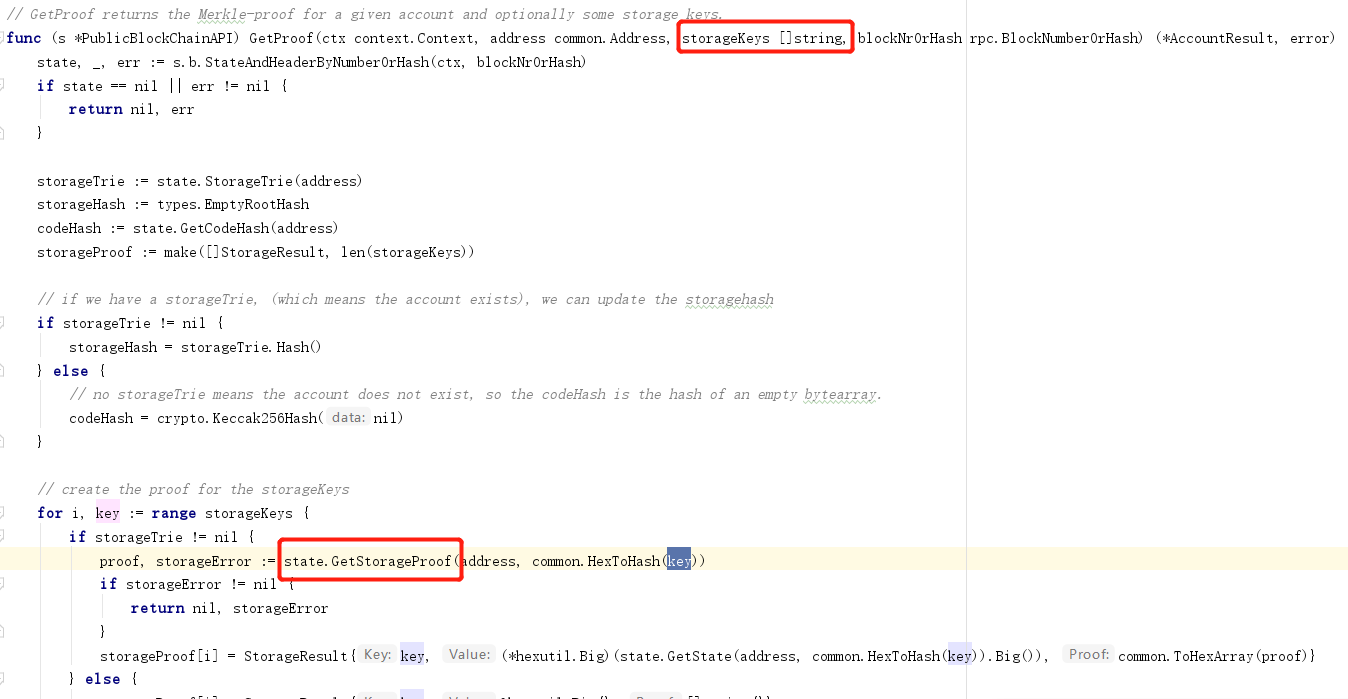 // GetProof returns the Merkle-proof for a given account and optionally some storage keys.
func (s *PublicBlockChainAPI) GetProof(ctx context.Context, address common.Address, storageKeys []string, blockNrOrHash rpc.BlockNumberOrHash) (*AccountResult, error)
state, _, err := s.b.StateAndHeaderByNumberOrHash(ctx, blockNrOrHash)
if state == nil || err != nil {
return nil, err
}
storageTrie := state.StorageTrie(address)
storageHash := types.EmptyRootHash
codeHash := state.GetCodeHash(address)
storageProof := make([]StorageResult, len(storageKeys))
// if we have a storageTrie, (which means the account exists), we can update the storagehash
if storageTrie != nil {
storageHash = storageTrie.Hash()
} else {
// no storageTrie means the account does not exist, so the codeHash is the hash of an empty bytearray.
codeHash = crypto.Keccak256Hash( data: nil)
}
// create the proof for the storageKeys
for i, key := range storageKeys {
if storageTrie != nil {
proof, storageError := state.GetStorageProof(address, common.HexToHash(key))
if storageError != nil {
return nil, storageError
}
storageProof[i] = StorageResult{ Key: key, Value: (*hexutil.Big)(state.GetState(address, common.HexToHash(key)).Big()), Proof: common.ToHexArray(proof)}
} else {